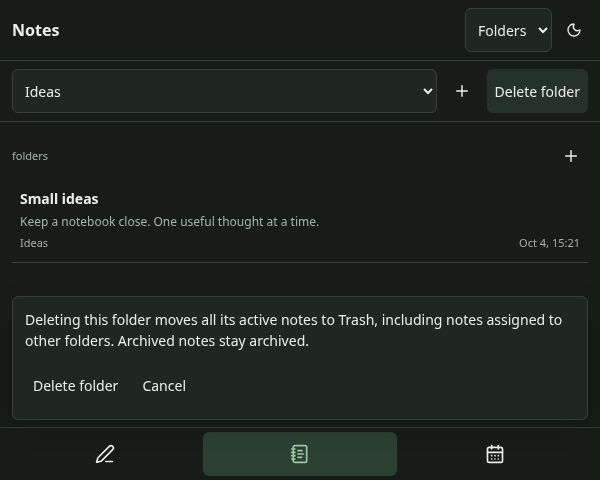 Notes
Folders
Ideas
Delete folder
folders
Small ideas
Keep a notebook close. One useful thought at a time.
Ideas
Oct 4, 15:21
Deleting this folder moves all its active notes to Trash, including notes assigned to
other folders. Archived notes stay archived.
Delete folder
Cancel